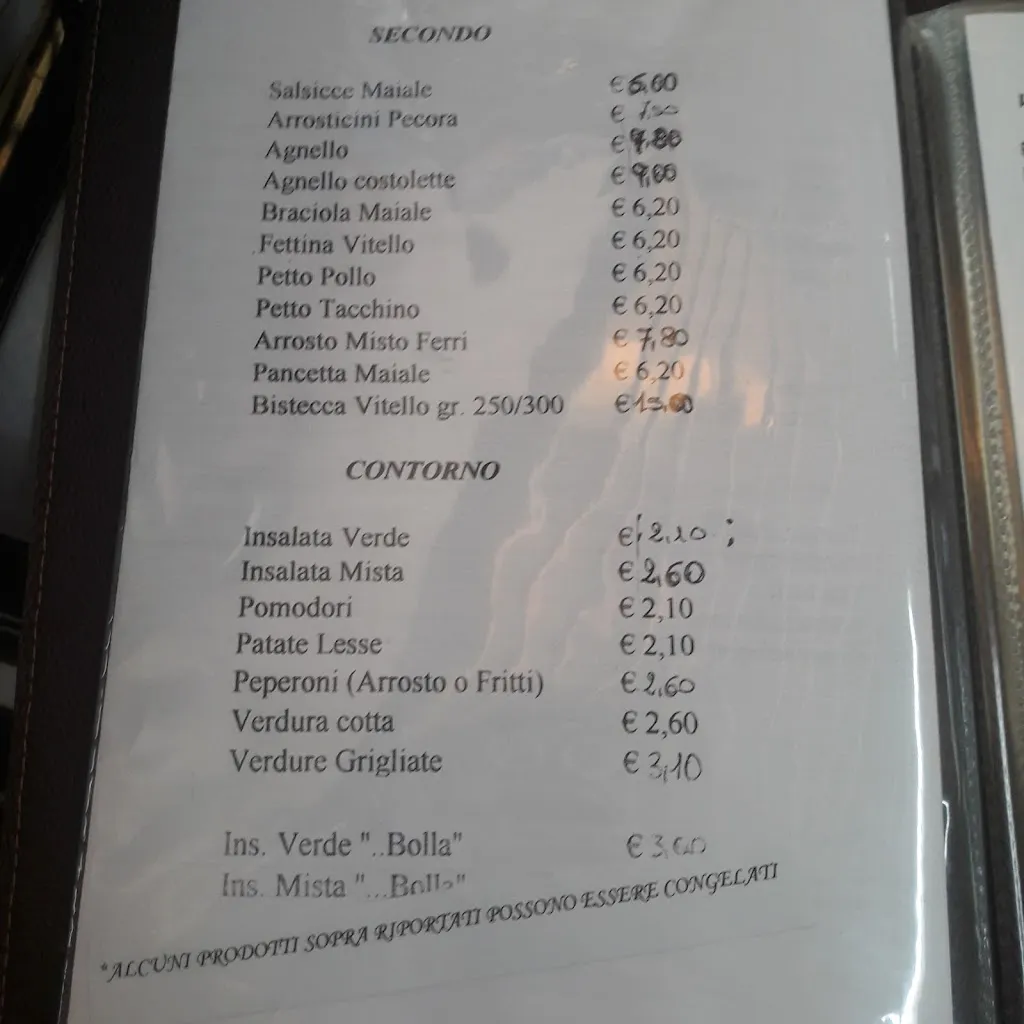 SECONDO
Salsicce Maiale €
Arrosticini Pecora €
Agnello €
Agnello costolette €
Braciola Maiale € 6,20
Fettina Vitello € 6,20
Petto Pollo € 6,20
Petto Tacchino € 6,20
Arrosto Misto Ferri € 7,80
Pancetta Maiale € 6,20
Bistecca Vitello gr. 250/300 €
CONTORNO
Insalata Verde € 2,10
Insalata Mista € 2,60
Pomodori € 2,10
Patate Lesse € 2,10
Peperoni (Arrosto o Fritti) € 2,60
Verdura cotta € 2,60
Verdure Grigliate € 3,10
Ins. Verde "..Bolla" €
Ins. Mista "...Bolla"
*ALCUNI PRODOTTI SOPRA RIPORTATI POSSONO ESSERE CONGELATI